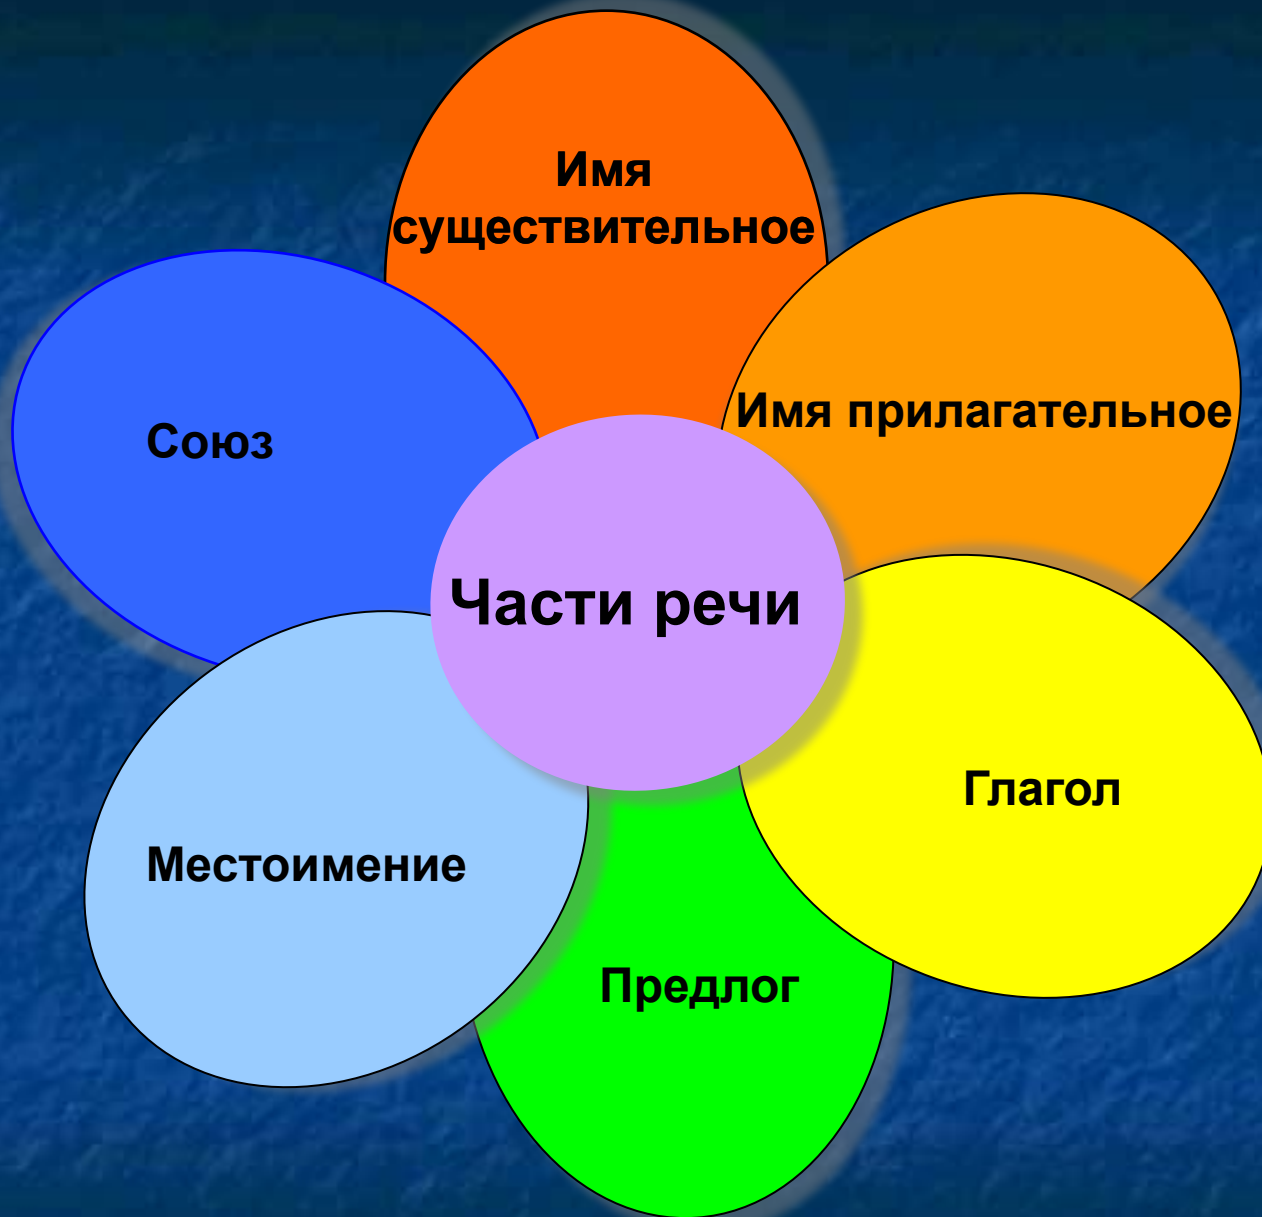 Имя
существительное
Имя прилагательное
Союз
Части речи
Глагол
Местоимение
Предлог